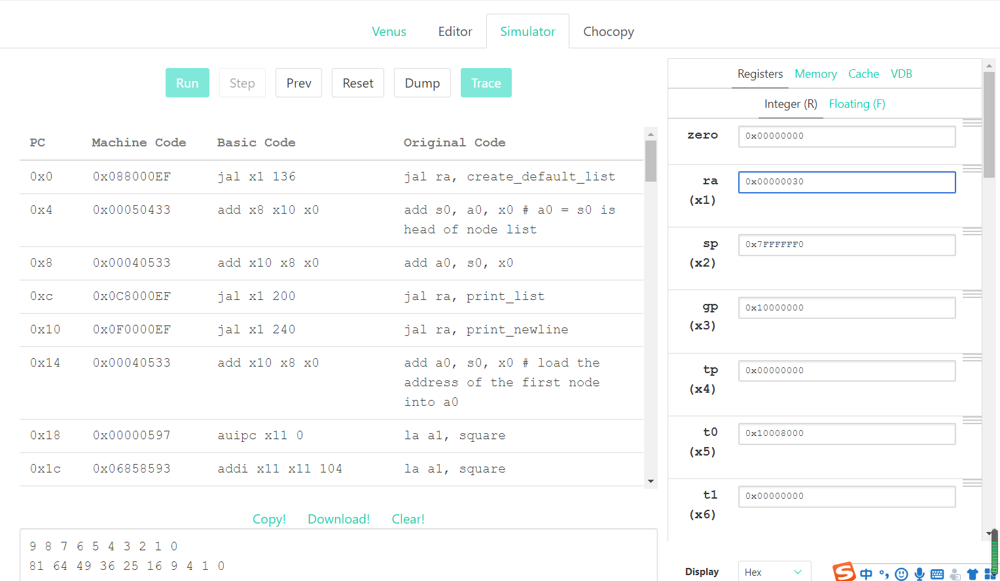 Venus Editor Simulator Chocopy
Run Step Prev Reset Dump Trace
PC Machine Code Basic Code Original Code
0x0 0x088000EF jal x1 136 jal ra, create_default_list
0x4 0x00050433 add x8 x10 x0 add s0, a0, x0 # a0 = s0 is
head of node list
0x8 0x00040533 add x10 x8 x0 add a0, s0, x0
0xc 0x0C8000EF jal x1 200 jal ra, print_list
0x10 0x0F0000EF jal x1 240 jal ra, print_newline
0x14 0x00040533 add x10 x8 x0 add a0, s0, x0 # load the
address of the first node
into a0
0x18 0x00000597 auipc x11 0 la a1, square
0x1c 0x06858593 addi x11 x11 104 la a1, square
Copy! Download! Clear!
9 8 7 6 5 4 3 2 1 0
81 64 49 36 25 16 9 4 1 0
Registers Memory Cache VDB
Integer (R) Floating (F)
zero 0x00000000
ra 0x00000030
(x1)
sp 0x7FFFFFF0
(x2)
gp 0x10000000
(x3)
tp 0x00000000
(x4)
t0 0x10008000
(x5)
t1 0x00000000
(x6)
Display Hex
S 中